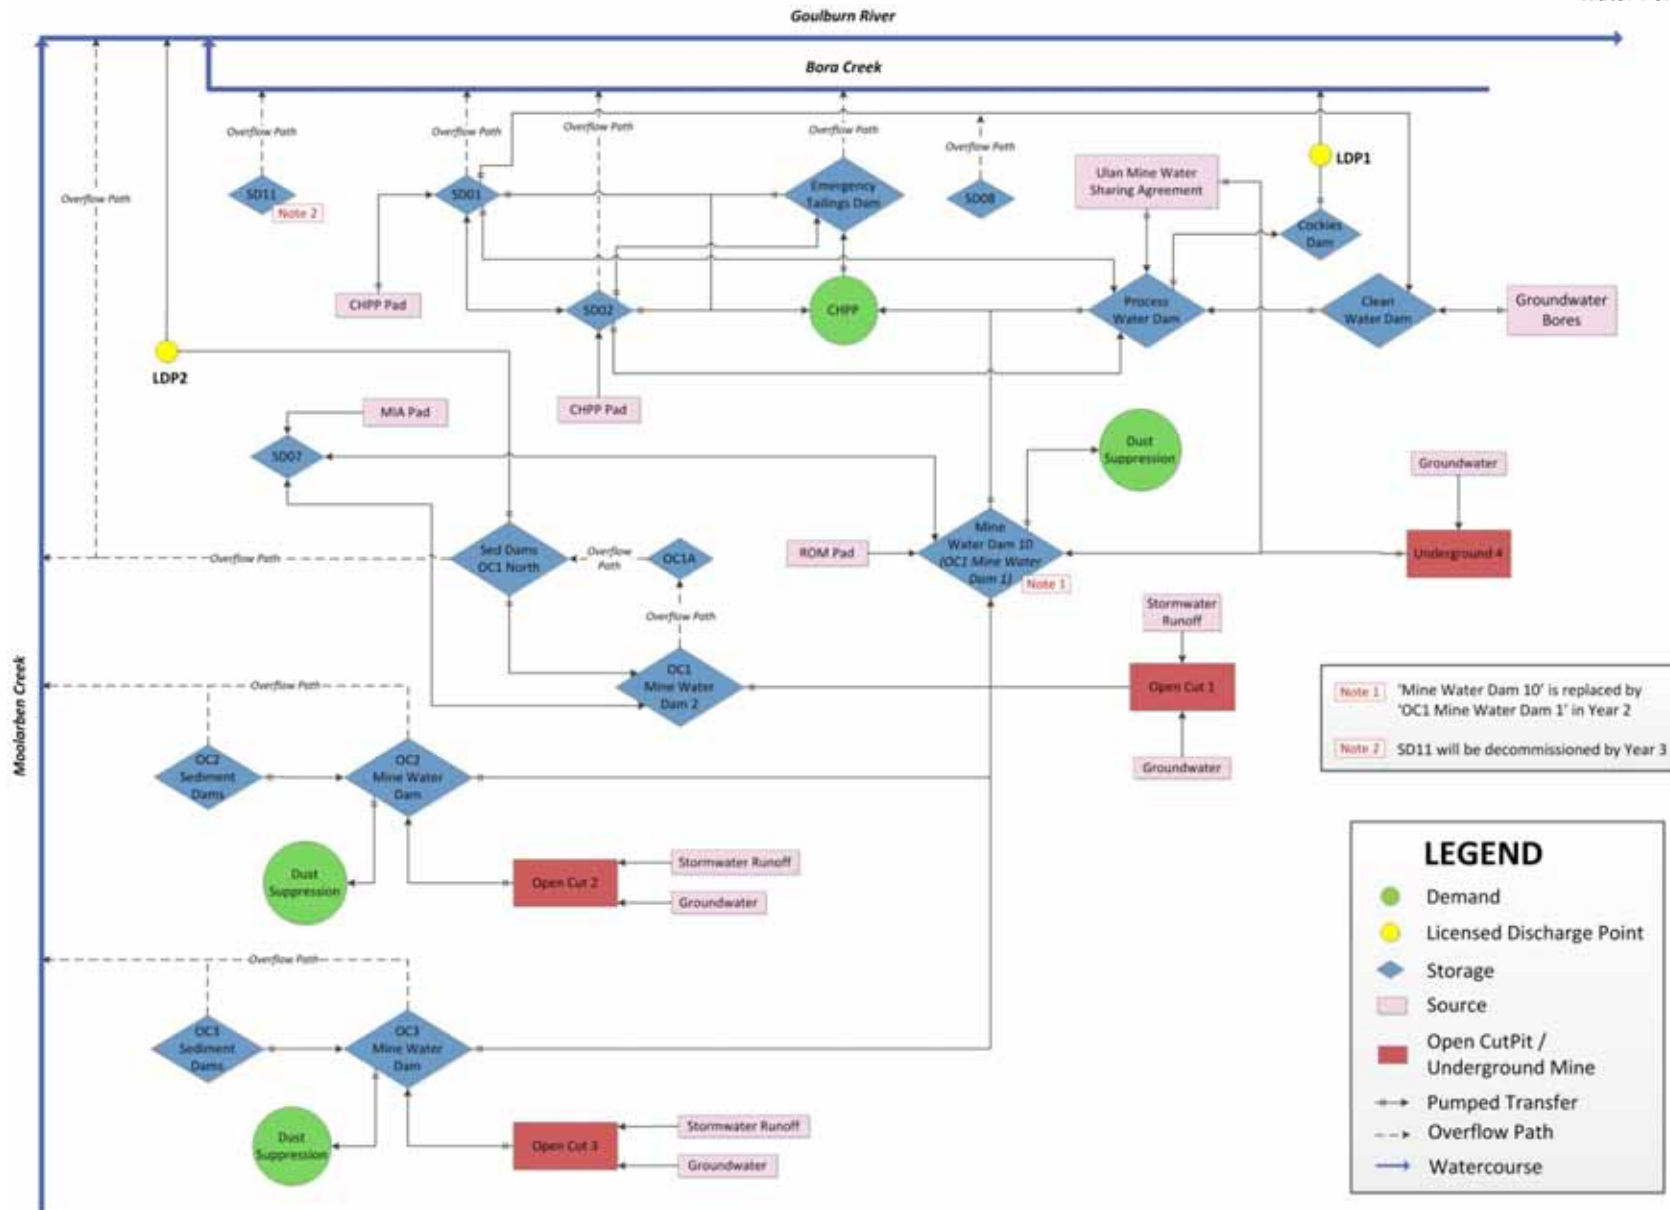 Goulburn River
Bora Creek
Overflow Path
Overflow Path
Overflow Path
Overflow Path
Overflow Path
Overflow Path
SD11
Note 2
SD01
Emergency
Tailings Dam
SD08
Ulan Mine Water
Sharing Agreement
LDP1
Cockies
Dam
CHPP Pad
SD02
CHPP
Process
Water Dam
Clean
Water Dam
Groundwater
Bores
LDP2
MIA Pad
CHPP Pad
SD07
Dust
Suppression
Groundwater
Overflow Path
Sed Dams
OC1 North
Overflow
Path
OC1A
ROM Pad
Mine
Water Dam 10
(OC1 Mine Water
Dam 1)
Note 1
Underground 4
Overflow Path
Stormwater
Runoff
OC1
Mine Water
Dam 2
Open Cut 1
Groundwater
Moolarben Creek
Overflow Path
OC2
Sediment
Dams
OC2
Mine Water
Dam
Dust
Suppression
Open Cut 2
Stormwater Runoff
Groundwater
Overflow Path
OC3
Sediment
Dams
OC3
Mine Water
Dam
Dust
Suppression
Open Cut 3
Stormwater Runoff
Groundwater
Note 1 'Mine Water Dam 10' is replaced by
'OC1 Mine Water Dam 1' in Year 2
Note 2 SD11 will be decommissioned by Year 3
LEGEND
Demand
Licensed Discharge Point
Storage
Source
Open CutPit /
Underground Mine
Pumped Transfer
Overflow Path
Watercourse